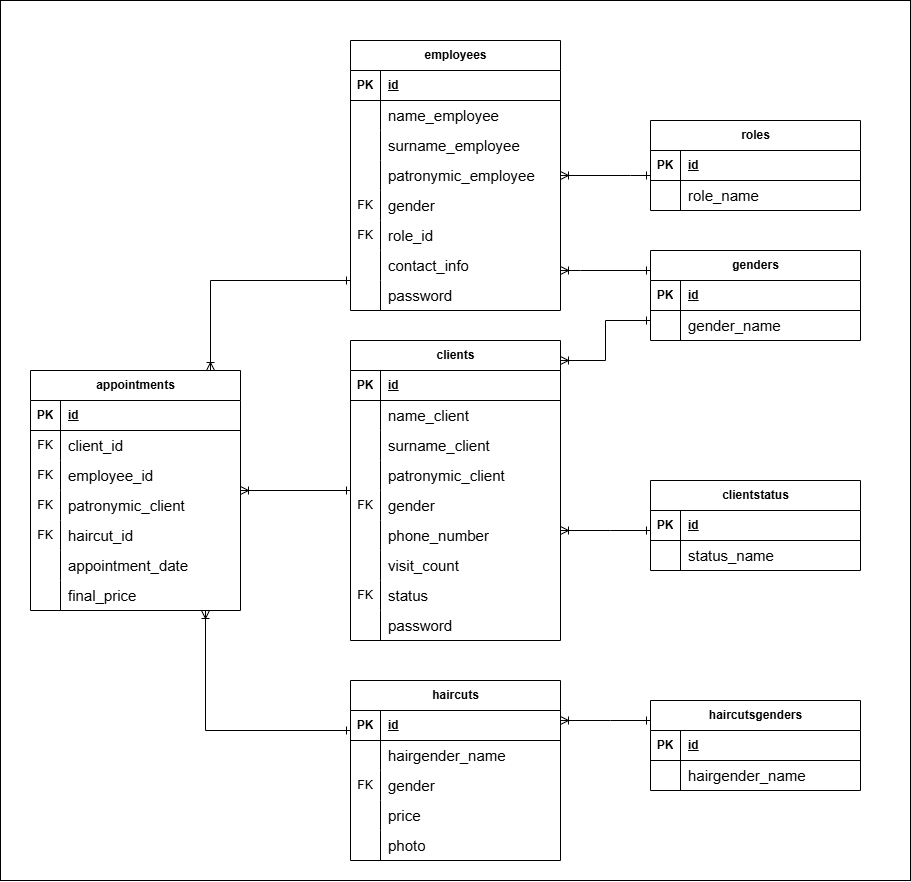 employees
PK id
name_employee
surname_employee
patronymic_employee
FK gender
FK role_id
contact_info
password
roles
PK id
role_name
genders
PK id
gender_name
clients
PK id
name_client
surname_client
patronymic_client
FK gender
phone_number
visit_count
FK status
password
appointments
PK id
FK client_id
FK employee_id
FK patronymic_client
FK haircut_id
appointment_date
final_price
clientstatus
PK id
status_name
haircuts
PK id
hairgender_name
FK gender
price
photo
haircutsgenders
PK id
hairgender_name